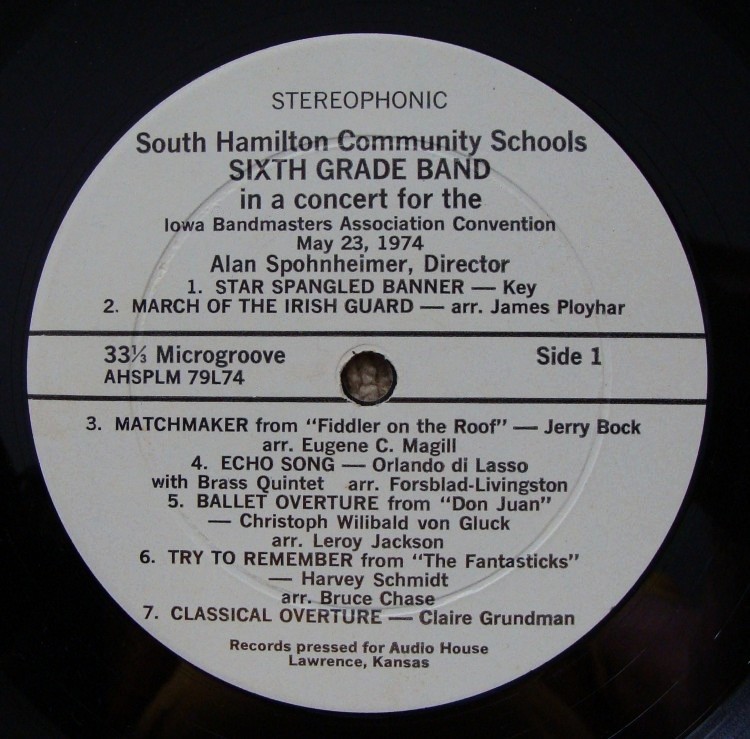 STEREOPHONIC
South Hamilton Community Schools
SIXTH GRADE BAND
in a concert for the
Iowa Bandmasters Association Convention
May 23, 1974
Alan Spohnheimer, Director
1. STAR SPANGLED BANNER — Key
2. MARCH OF THE IRISH GUARD — arr. James Ployhar
33⅓ Microgroove
AHSPLM 79L74
Side 1
3. MATCHMAKER from "Fiddler on the Roof" — Jerry Bock
arr. Eugene C. Magill
4. ECHO SONG — Orlando di Lasso
with Brass Quintet arr. Forsblad-Livingston
5. BALLET OVERTURE from "Don Juan"
— Christoph Wilibald von Gluck
arr. Leroy Jackson
6. TRY TO REMEMBER from "The Fantasticks"
— Harvey Schmidt
arr. Bruce Chase
7. CLASSICAL OVERTURE — Claire Grundman
Records pressed for Audio House
Lawrence, Kansas